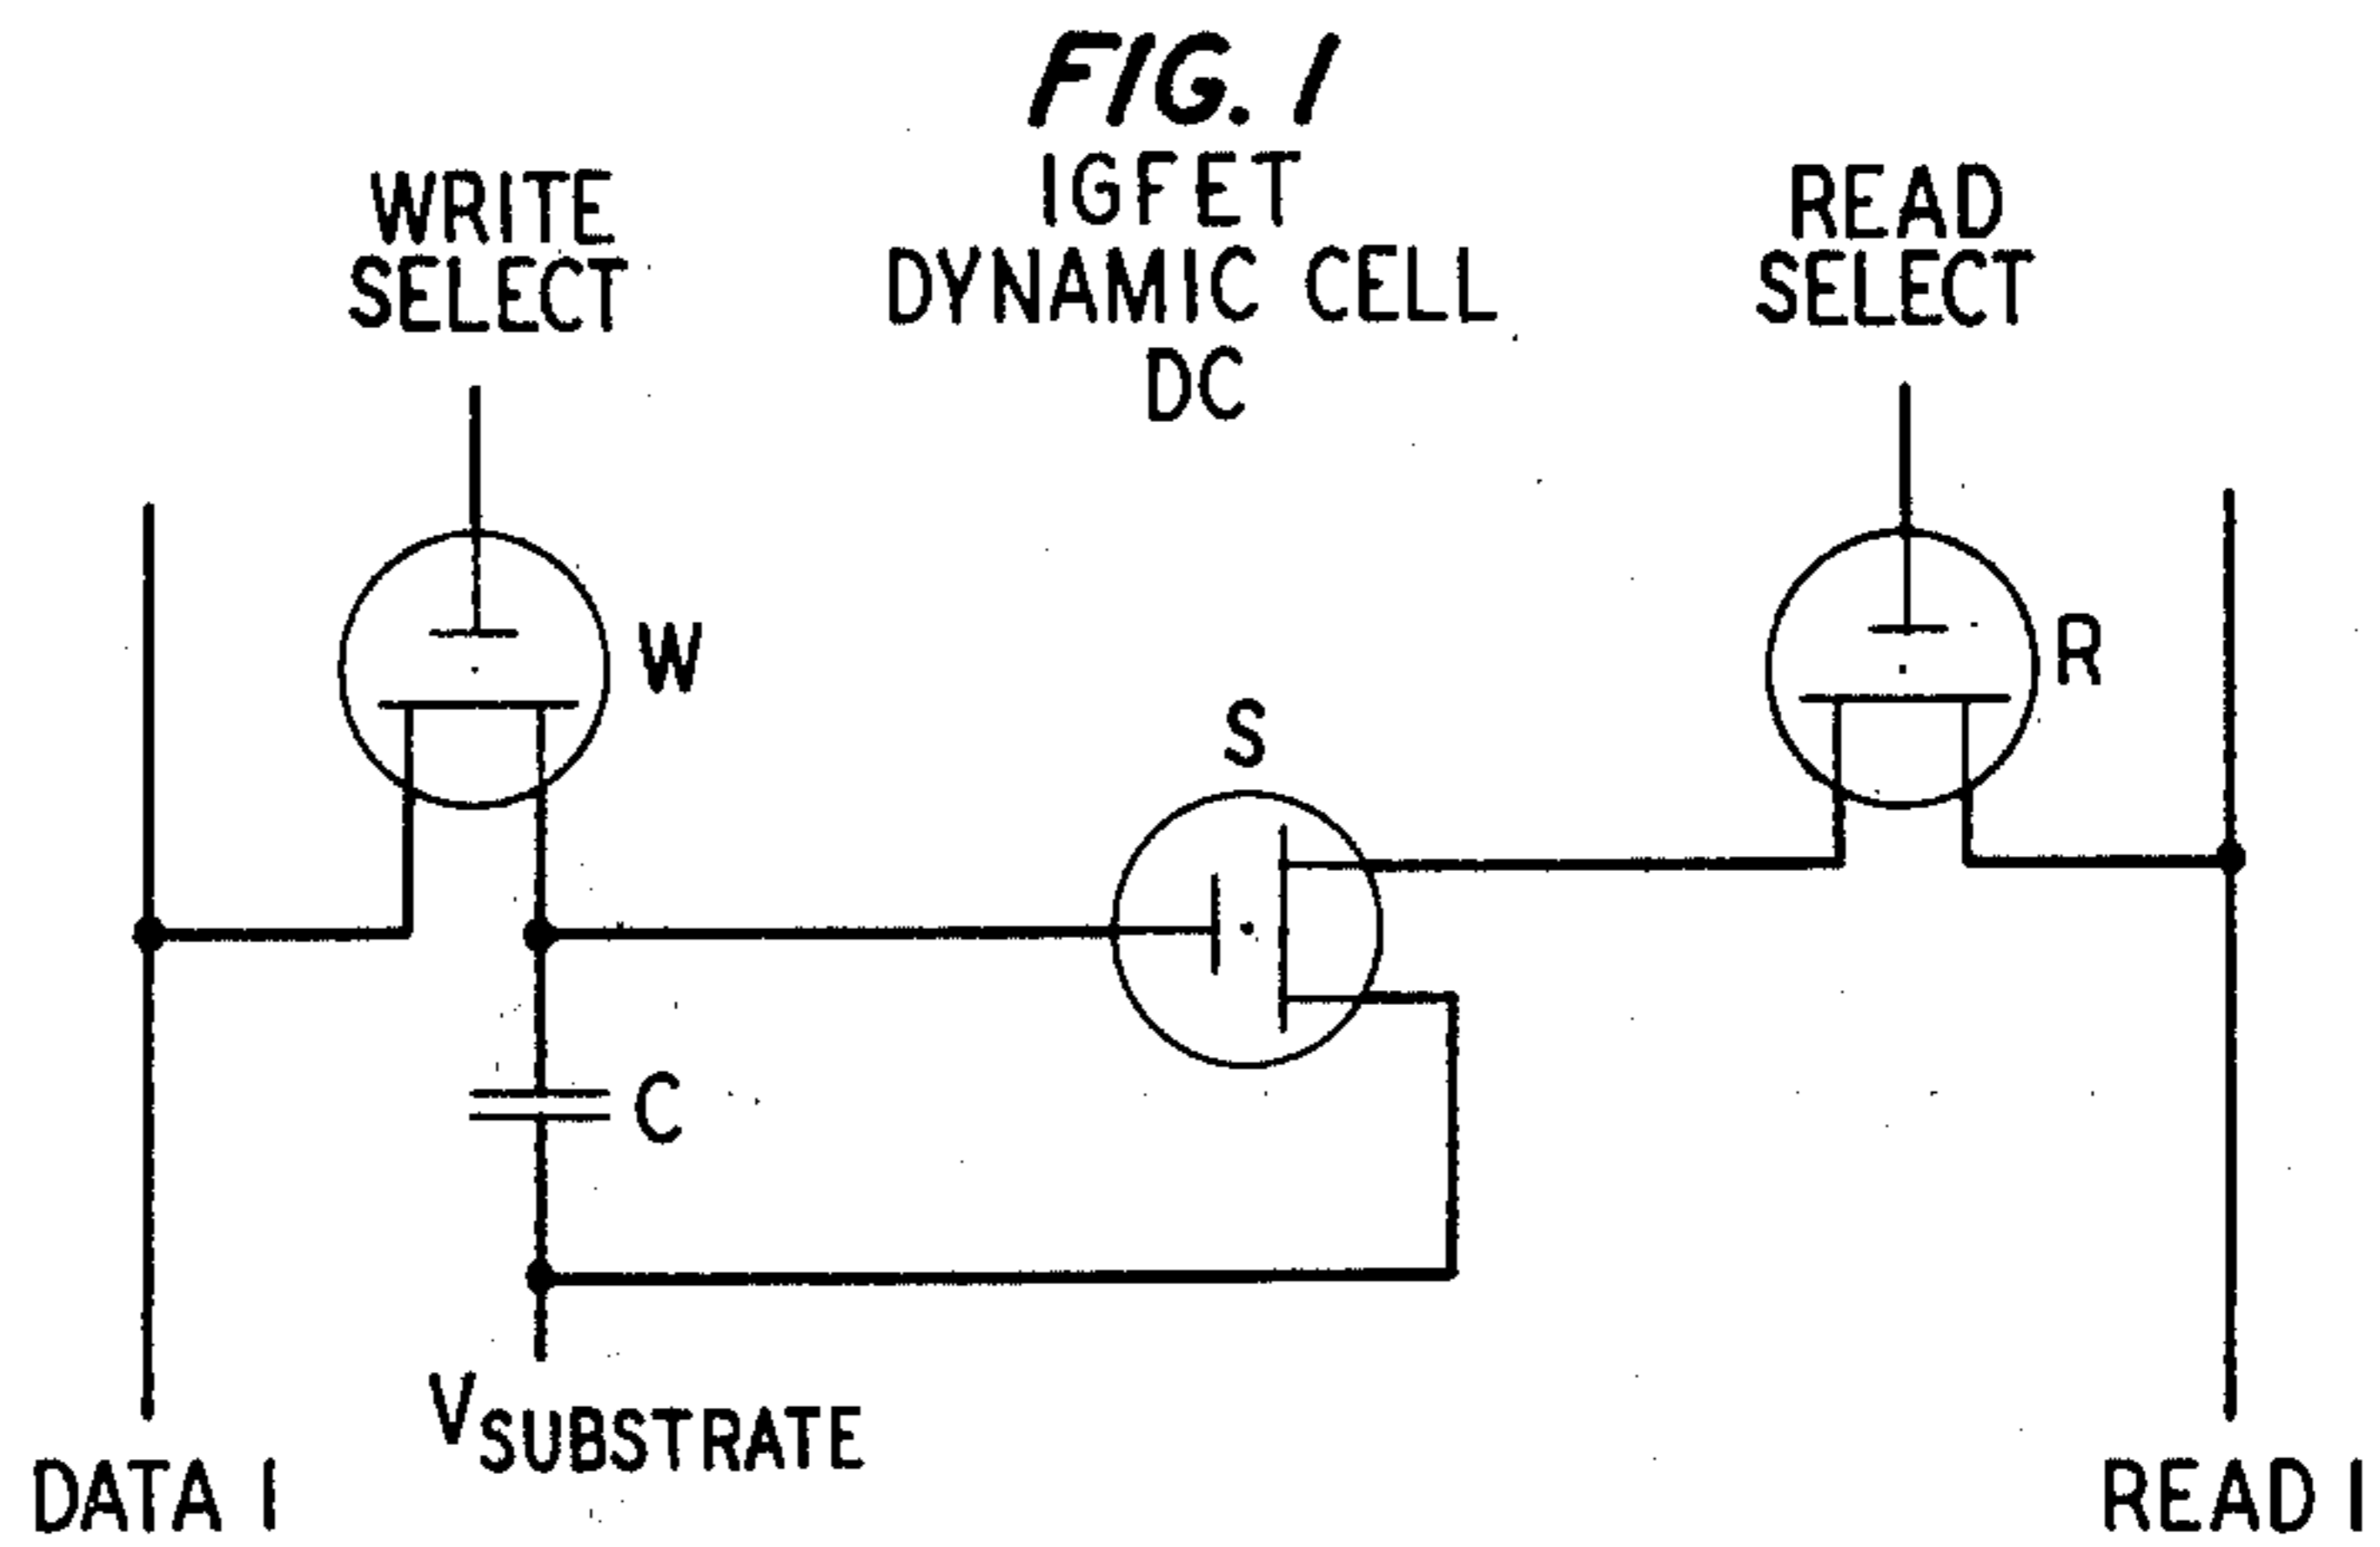 FIG. 1
IGFET
DYNAMIC CELL
DC
WRITE
SELECT
READ
SELECT
W
R
S
C
VSUBSTRATE
DATA 1
READ 1